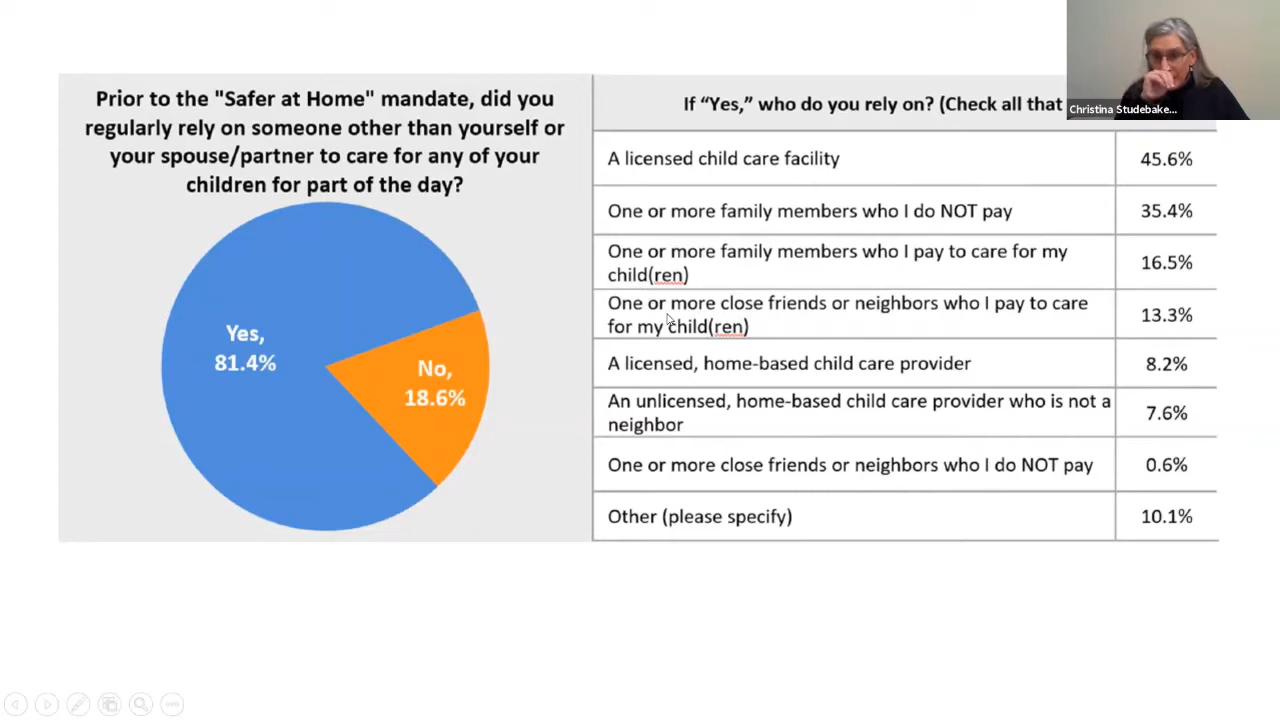 Prior to the "Safer at Home" mandate, did you
regularly rely on someone other than yourself or
your spouse/partner to care for any of your
children for part of the day?
Yes,
81.4%
No,
18.6%
If “Yes,” who do you rely on? (Check all that
A licensed child care facility 45.6%
One or more family members who I do NOT pay 35.4%
One or more family members who I pay to care for my
child(ren) 16.5%
One or more close friends or neighbors who I pay to care
for my child(ren) 13.3%
A licensed, home-based child care provider 8.2%
An unlicensed, home-based child care provider who is not a
neighbor 7.6%
One or more close friends or neighbors who I do NOT pay 0.6%
Other (please specify) 10.1%
Christina Studebake...